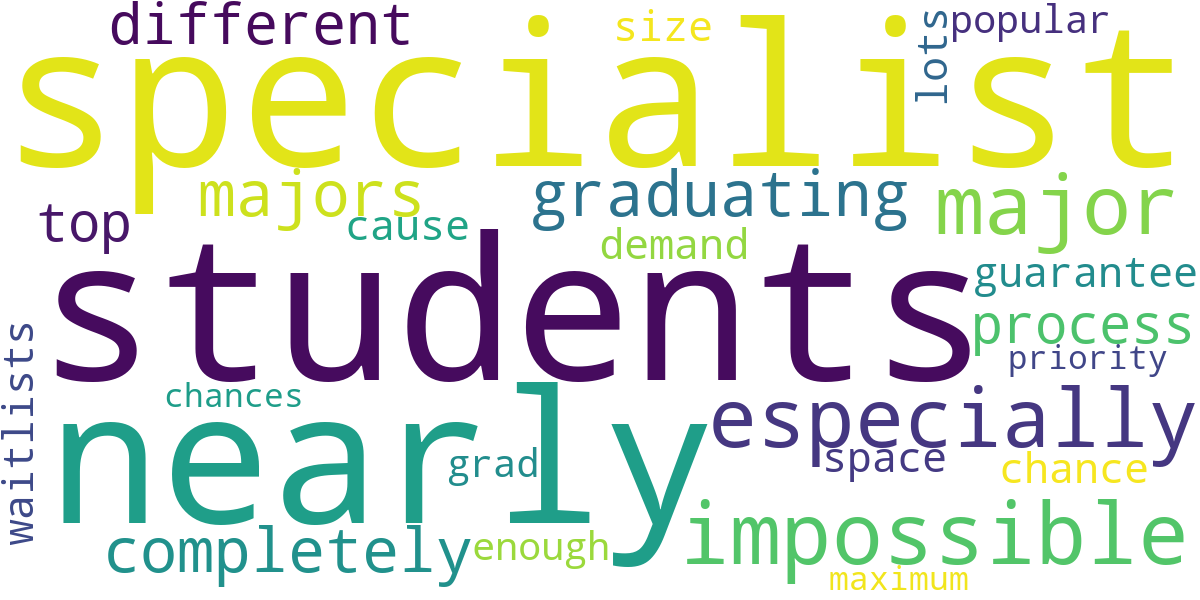 different
size
lots
popular
specialist
majors
graduating
major
top
cause
demand
students
guarantee
process
priority
waitlists
chances
nearly
especially
grad
space
chance
completely
enough
impossible
maximum